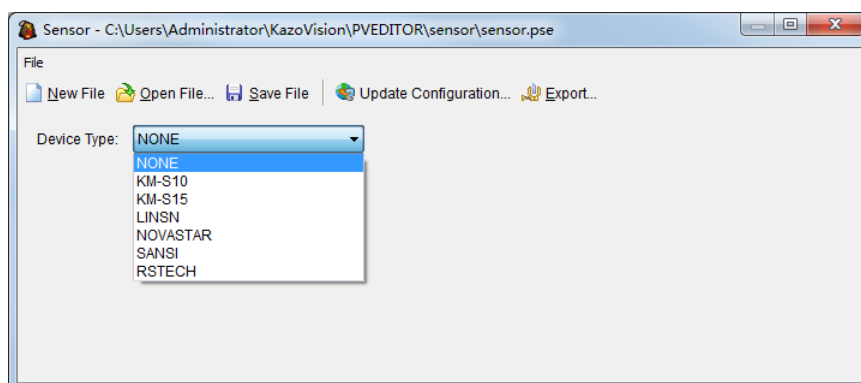 Sensor - C:\Users\Administrator\KazoVision\PVEDITOR\sensor\sensor.pse
File
New File Open File... Save File Update Configuration... Export...
Device Type: NONE
NONE
KM-S10
KM-S15
LINSN
NOVASTAR
SANSI
RSTECH